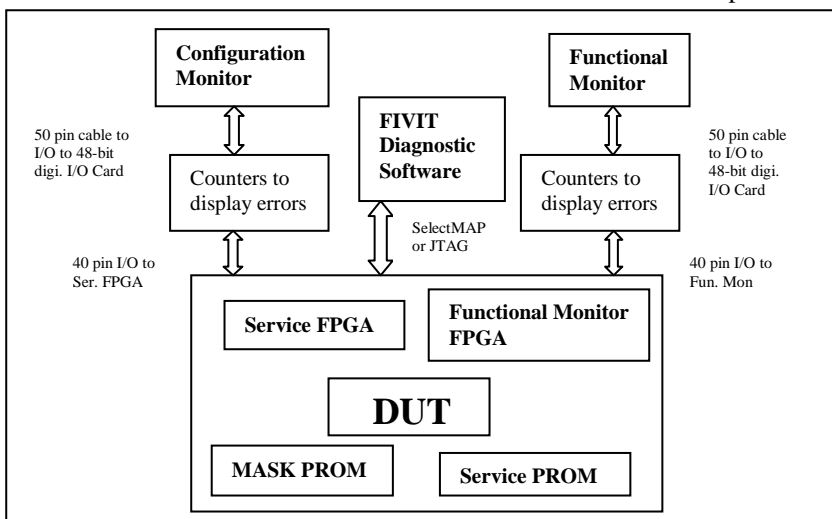 Configuration
Monitor
Functional
Monitor
FIVIT
Diagnostic
Software
50 pin cable to
I/O to 48-bit
digi. I/O Card
50 pin cable
to I/O to
48-bit digi.
I/O Card
Counters to
display errors
Counters to
display errors
SelectMAP
or JTAG
40 pin I/O to
Ser. FPGA
40 pin I/O to
Fun. Mon
Service FPGA
Functional Monitor
FPGA
DUT
MASK PROM
Service PROM